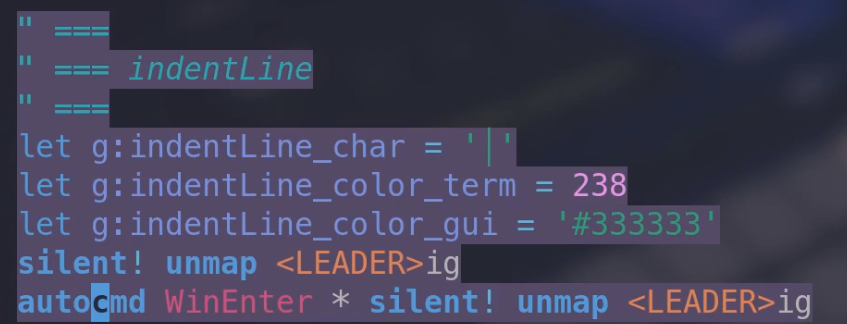 " ===
" === indentLine
" ===
let g:indentLine_char = '│'
let g:indentLine_color_term = 238
let g:indentLine_color_gui = '#333333'
silent! unmap <LEADER>ig
autocmd WinEnter * silent! unmap <LEADER>ig